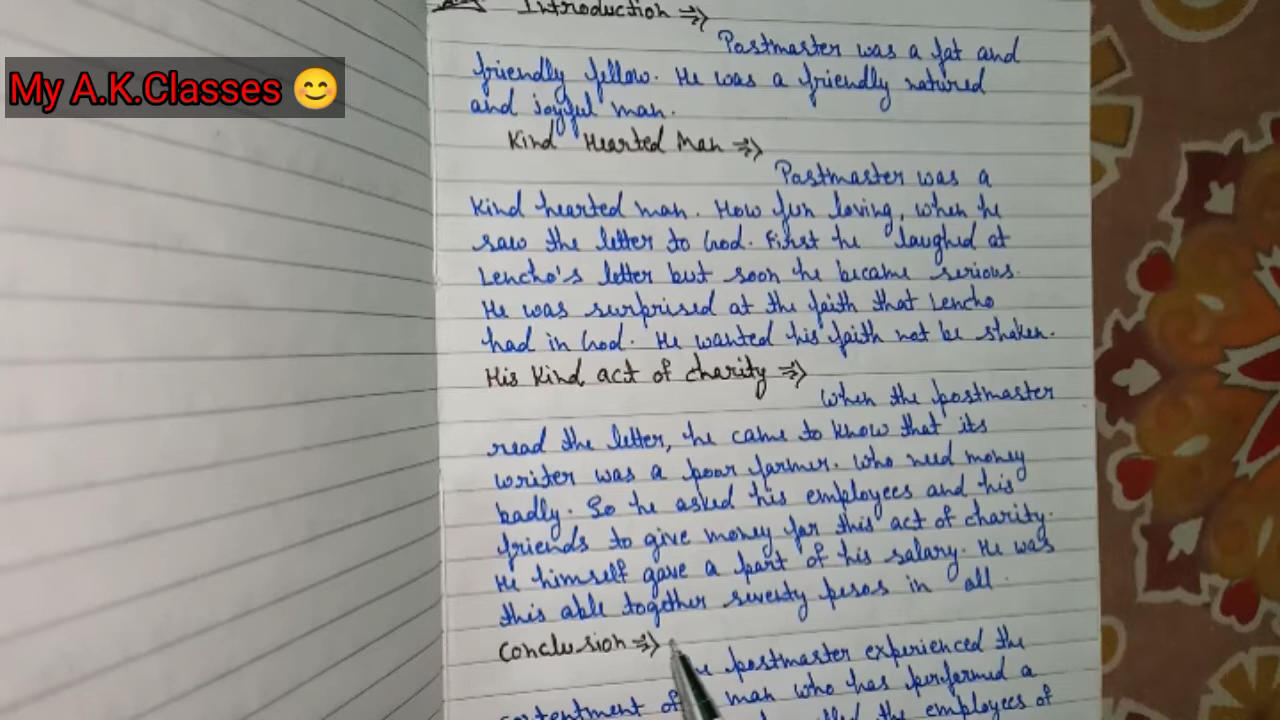 My A.K.Classes 😊
Introduction ⇒
Postmaster was a fat and
friendly fellow. He was a friendly natured
and joyful man.
Kind Hearted Man ⇒
Postmaster was a
kind hearted man. How fun loving, when he
saw the letter to God. First he laughed at
Lencho's letter but soon he became serious.
He was surprised at the faith that Lencho
had in God. He wanted his faith not be shaken.
His kind act of charity ⇒
When the postmaster
read the letter, he came to know that its
writer was a poor farmer. Who need money
badly. So he asked his employees and his
friends to give money for this act of charity.
He himself gave a part of his salary. He was
this able together seventy pesos in all.
Conclusion ⇒
postmaster experienced the
of man who has performed a
the employees of